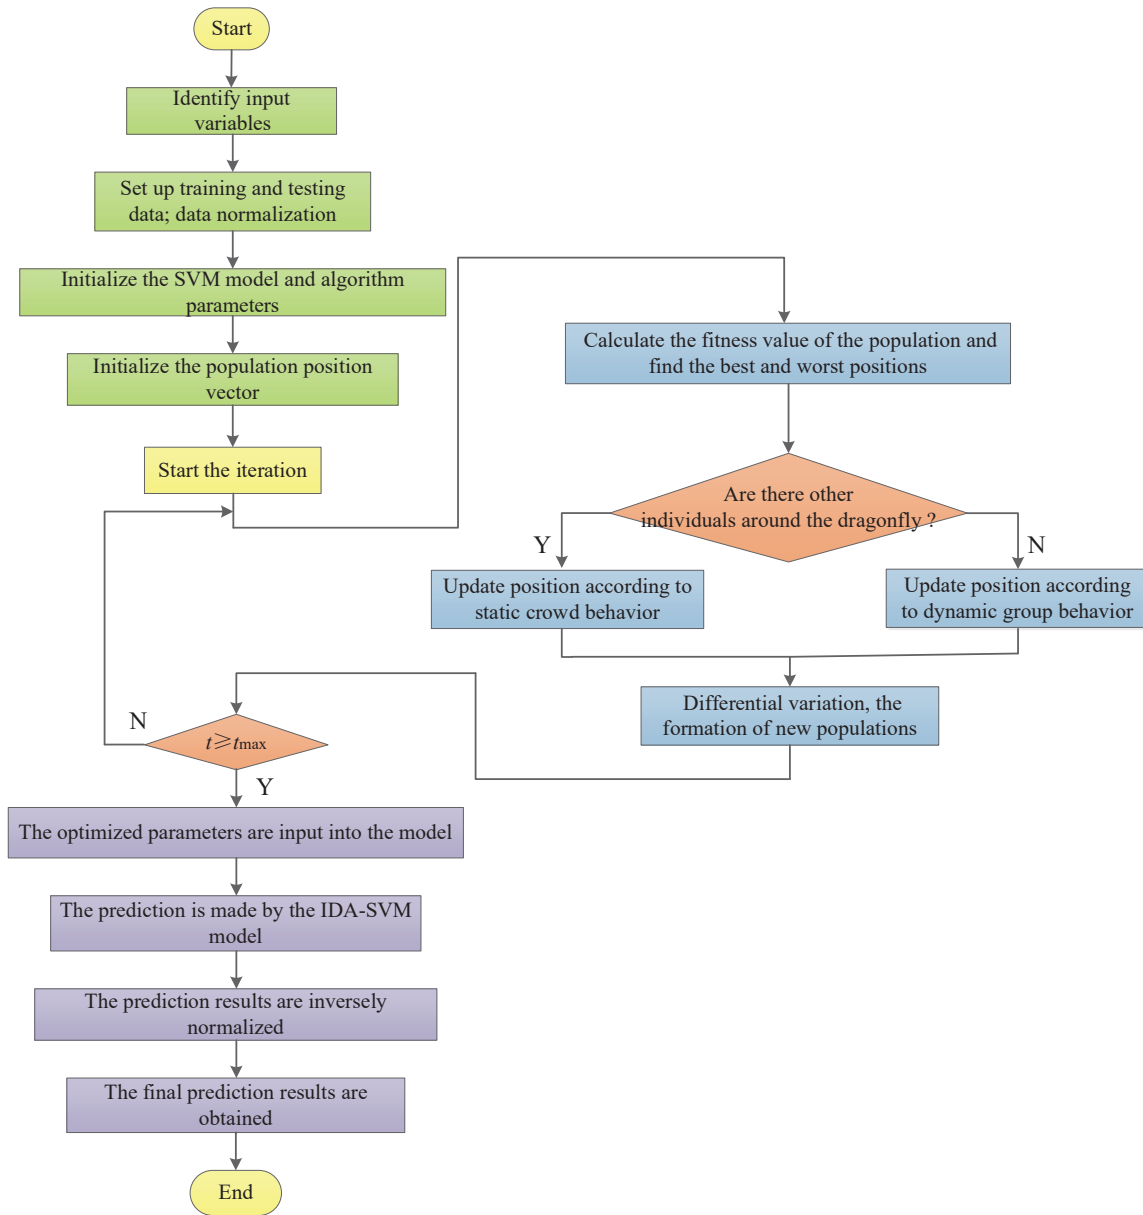 Start
Identify input
variables
Set up training and testing
data; data normalization
Initialize the SVM model and algorithm
parameters
Initialize the population position
vector
Start the iteration
Calculate the fitness value of the population and
find the best and worst positions
Are there other
individuals around the dragonfly ?
Y
N
Update position according to
static crowd behavior
Update position according
to dynamic group behavior
Differential variation, the
formation of new populations
N
t⩾tmax
Y
The optimized parameters are input into the model
The prediction is made by the IDA-SVM
model
The prediction results are inversely
normalized
The final prediction results are
obtained
End